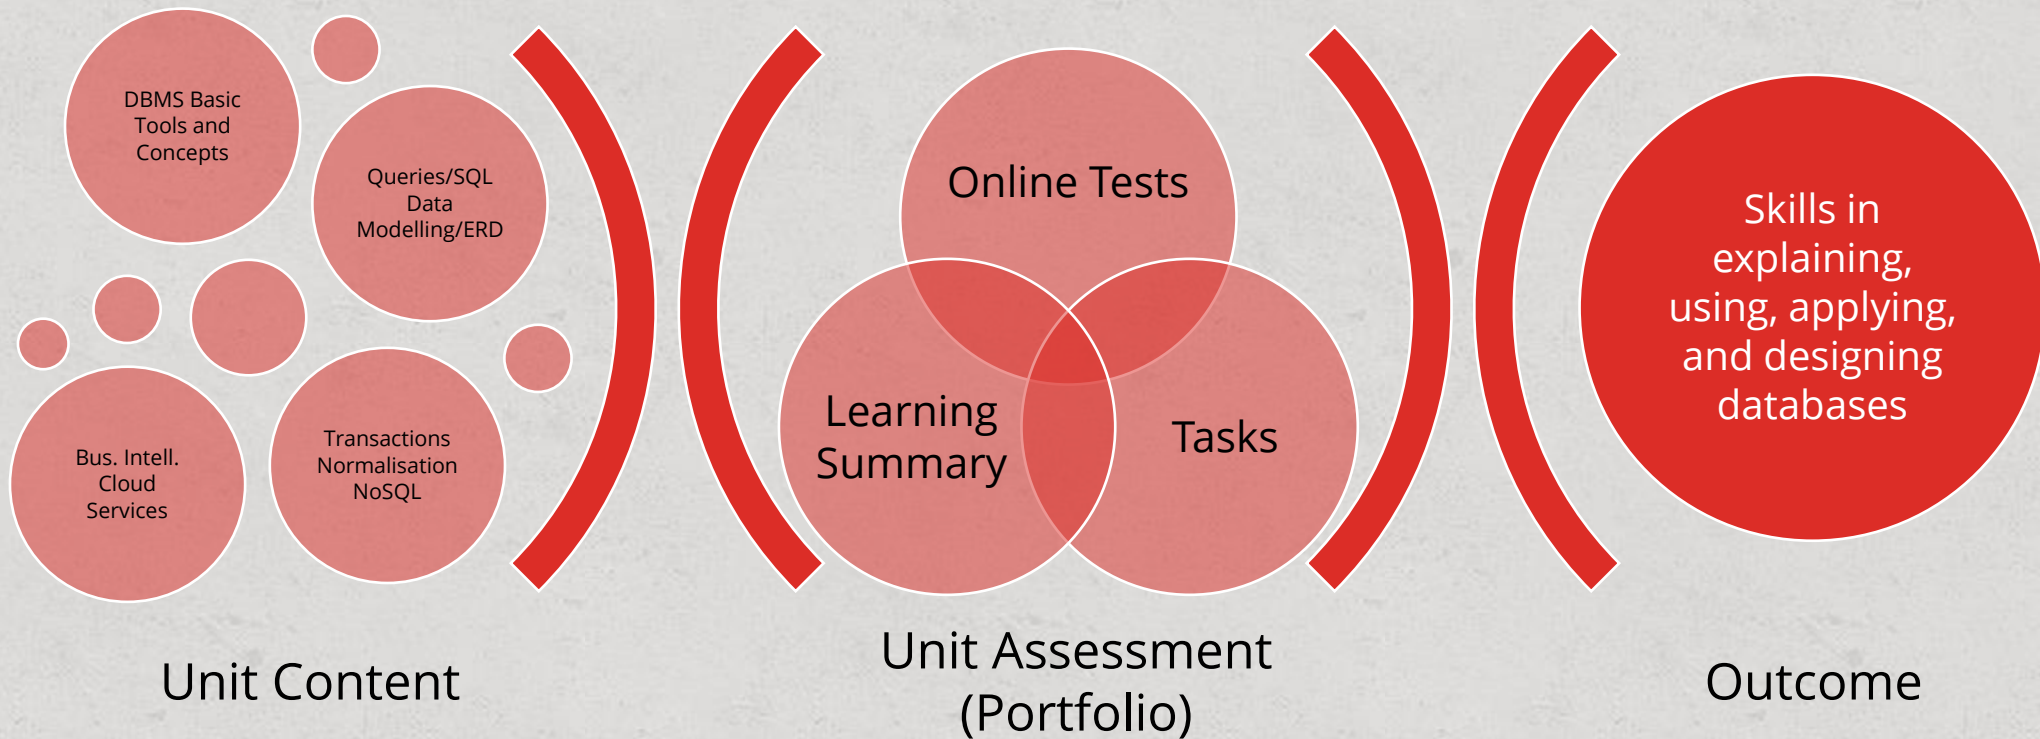 DBMS Basic
Tools and
Concepts
Queries/SQL
Data
Modelling/ERD
Bus. Intell.
Cloud
Services
Transactions
Normalisation
NoSQL
Unit Content
Online Tests
Learning
Summary
Tasks
Unit Assessment
(Portfolio)
Skills in
explaining,
using, applying,
and designing
databases
Outcome